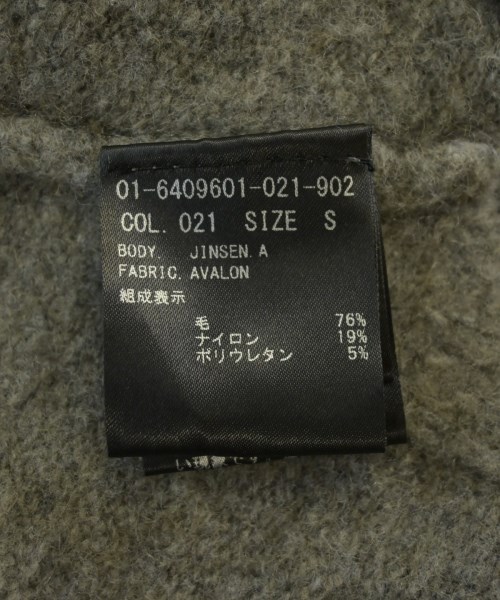 01-6409601-021-902
COL. 021 SIZE S
BODY. JINSEN.A
FABRIC. AVALON
組成表示
毛 76%
ナイロン 19%
ポリウレタン 5%